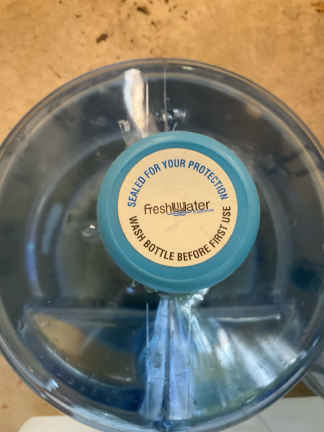 SEALED FOR YOUR PROTECTION
FreshWater
WASH BOTTLE BEFORE FIRST USE